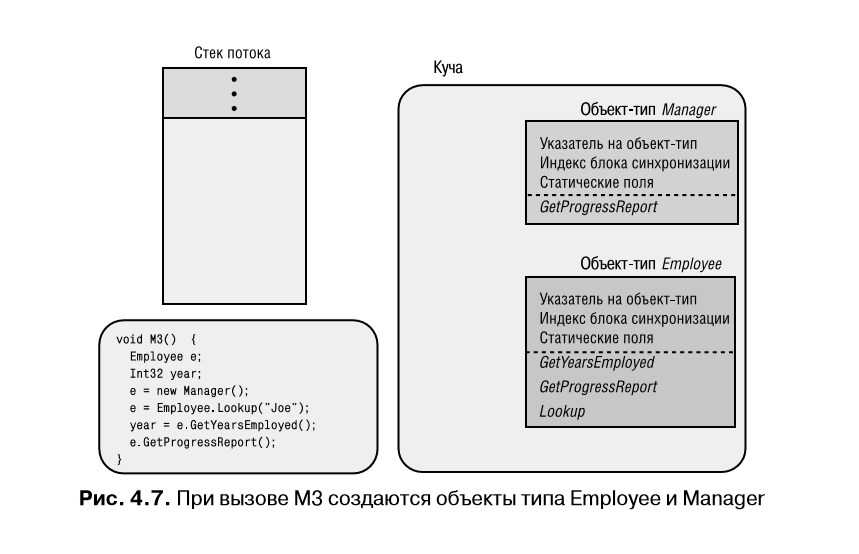 Стек потока
Куча
Объект-тип Manager
Указатель на объект-тип
Индекс блока синхронизации
Статические поля
GetProgressReport
Объект-тип Employee
Указатель на объект-тип
Индекс блока синхронизации
Статические поля
GetYearsEmployed
GetProgressReport
Lookup
void M3() {
Employee e;
Int32 year;
e = new Manager();
e = Employee.Lookup("Joe");
year = e.GetYearsEmployed();
e.GetProgressReport();
}
Рис. 4.7. При вызове M3 создаются объекты типа Employee и Manager